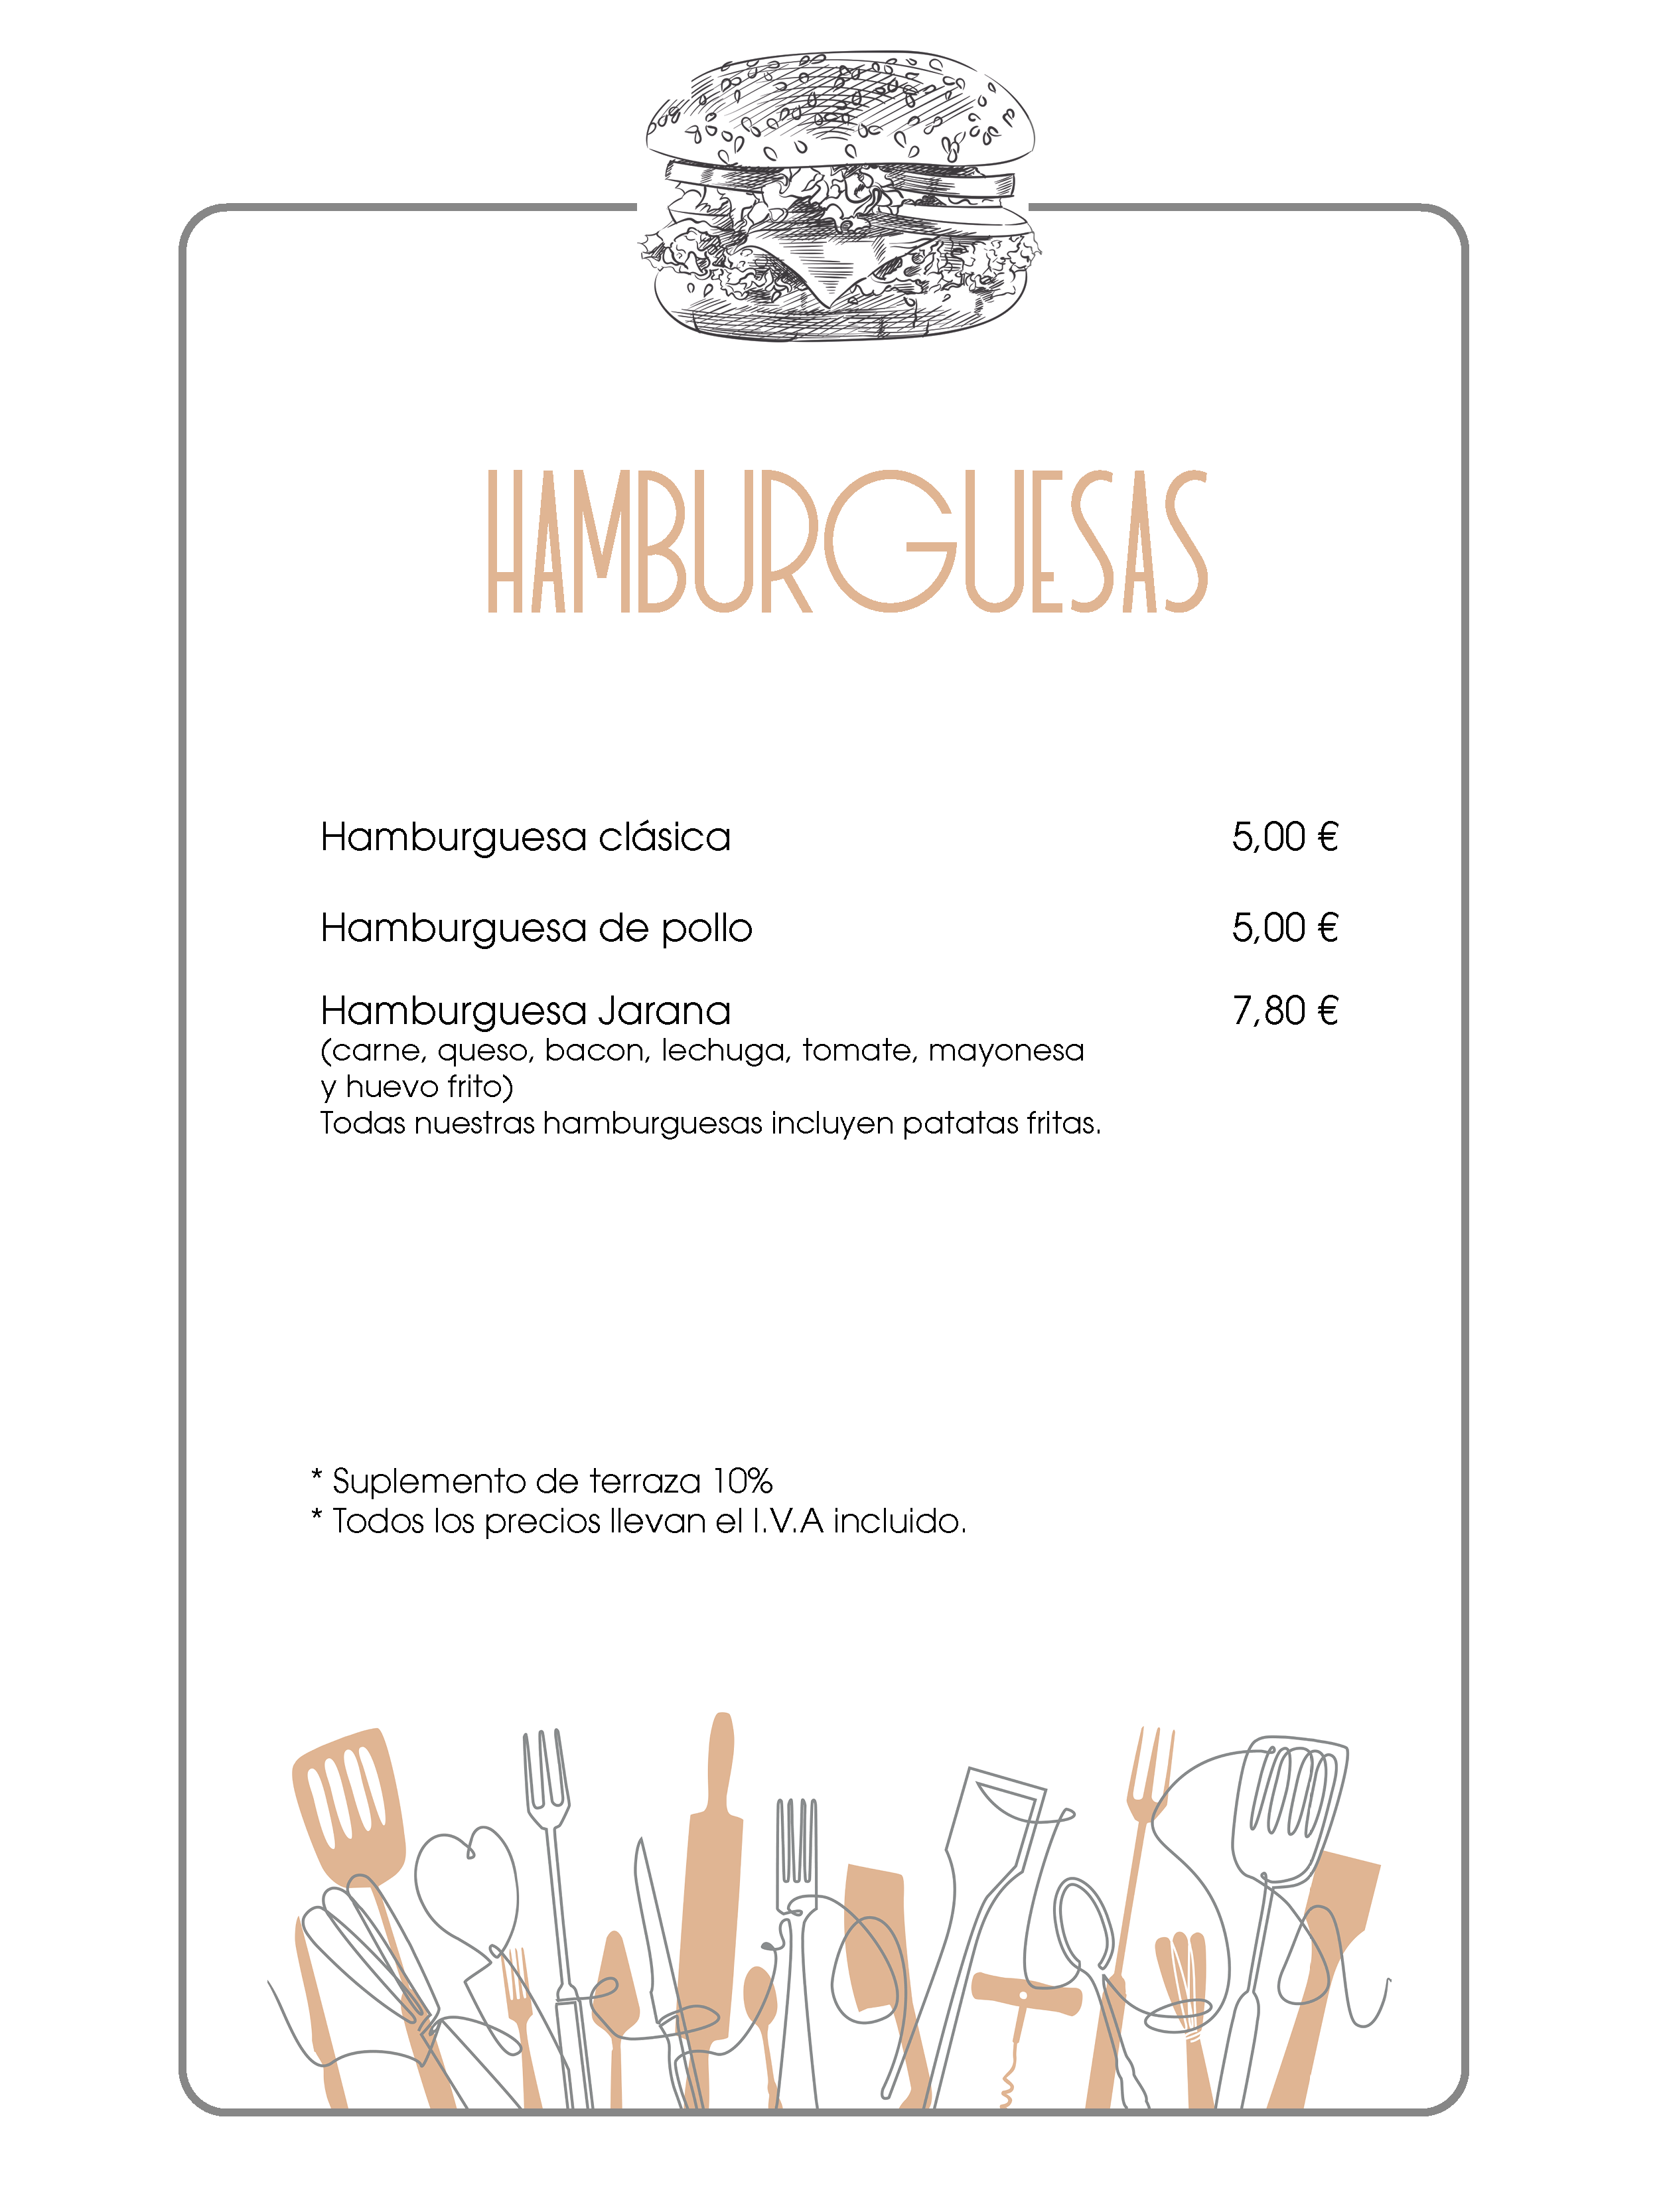 HAMBURGUESAS
Hamburguesa clásica 5,00 €
Hamburguesa de pollo 5,00 €
Hamburguesa Jarana 7,80 €
(carne, queso, bacon, lechuga, tomate, mayonesa
y huevo frito)
Todas nuestras hamburguesas incluyen patatas fritas.
* Suplemento de terraza 10%
* Todos los precios llevan el I.V.A incluido.